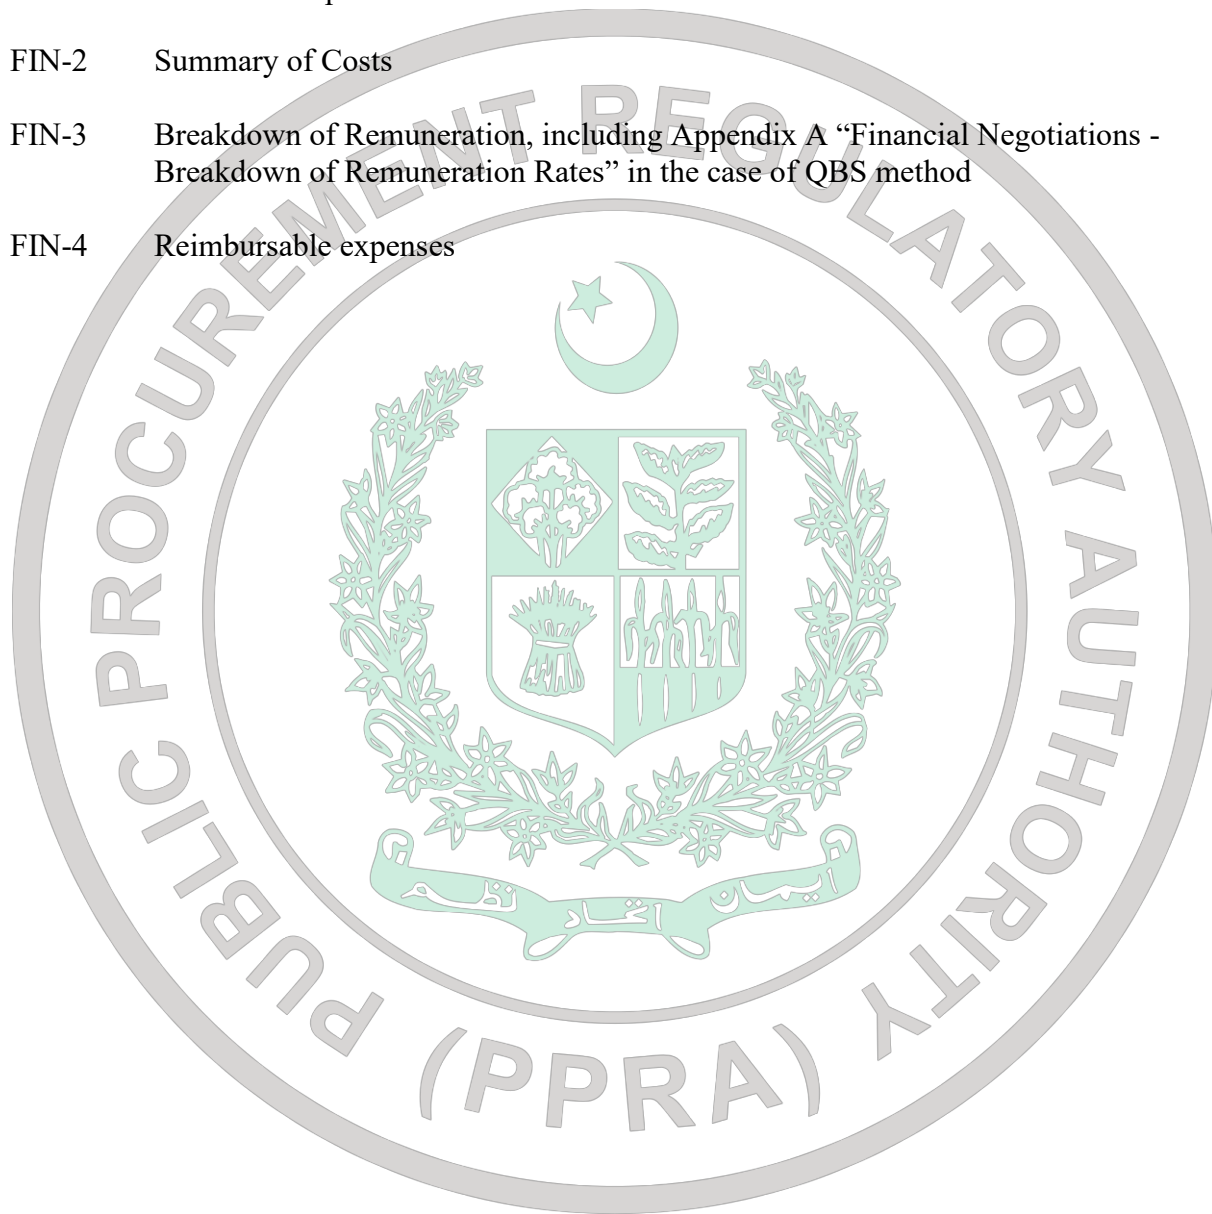 FIN-2 Summary of Costs
FIN-3 Breakdown of Remuneration, including Appendix A “Financial Negotiations -
Breakdown of Remuneration Rates” in the case of QBS method
FIN-4 Reimbursable expenses
PUBLIC PROCUREMENT REGULATORY AUTHORITY
(PPRA)
ایمان اتحاد نظم